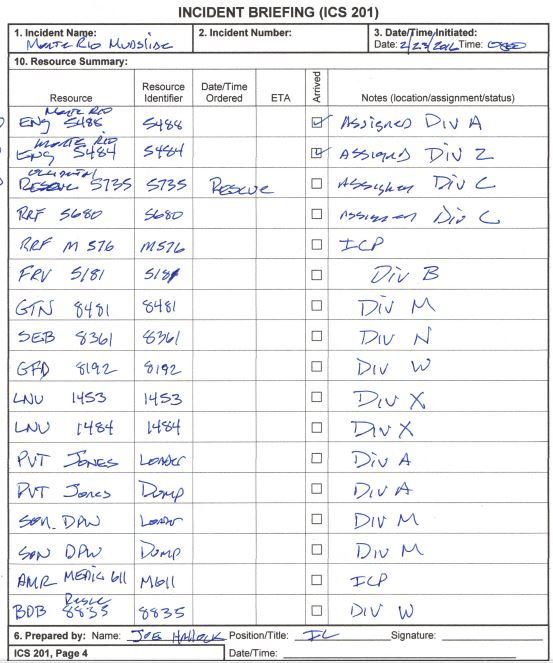 INCIDENT BRIEFING (ICS 201)
1. Incident Name: 2. Incident Number: 3. Date/Time Initiated:
Monte Rio Mudslide Date: 2/23/2016 Time: 0800
10. Resource Summary:
Resource Resource Identifier Date/Time Ordered ETA Arrived Notes (location/assignment/status)
Monte Rio
ENG 5485 5485 Assigned Div A
Monte Rio
ENG 5484 5484 Assigned Div Z
Occidental
Rescue 5735 5735 Rescue Assigned Div C
RRF 5680 5680 Assigned Div C
RRF M 576 M576 ICP
FRV 5181 5181 Div B
GTN 8481 8481 Div M
SEB 8361 8361 Div N
GRD 8192 8192 Div W
LNU 1453 1453 Div X
LNU 1484 1484 Div X
PVT Jones Loader Div A
PVT Jones Dump Div A
SON DPW Loader Div M
SON DPW Dump Div M
AMR Medic 611 M611 ICP
Rescue
BDB 8835 8835 Div W
6. Prepared by: Name: Joe Position/Title: IC Signature:
ICS 201, Page 4 Date/Time: